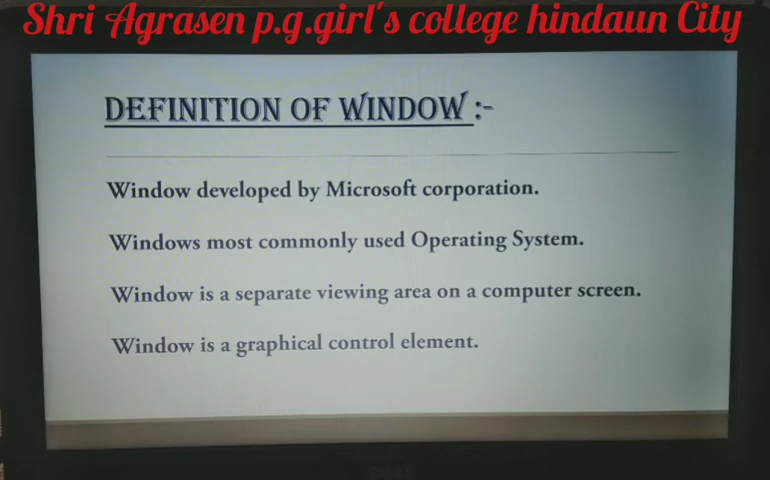 Shri Agrasen p.g.girl's college hindaun City
DEFINITION OF WINDOW :-
Window developed by Microsoft corporation.
Windows most commonly used Operating System.
Window is a separate viewing area on a computer screen.
Window is a graphical control element.